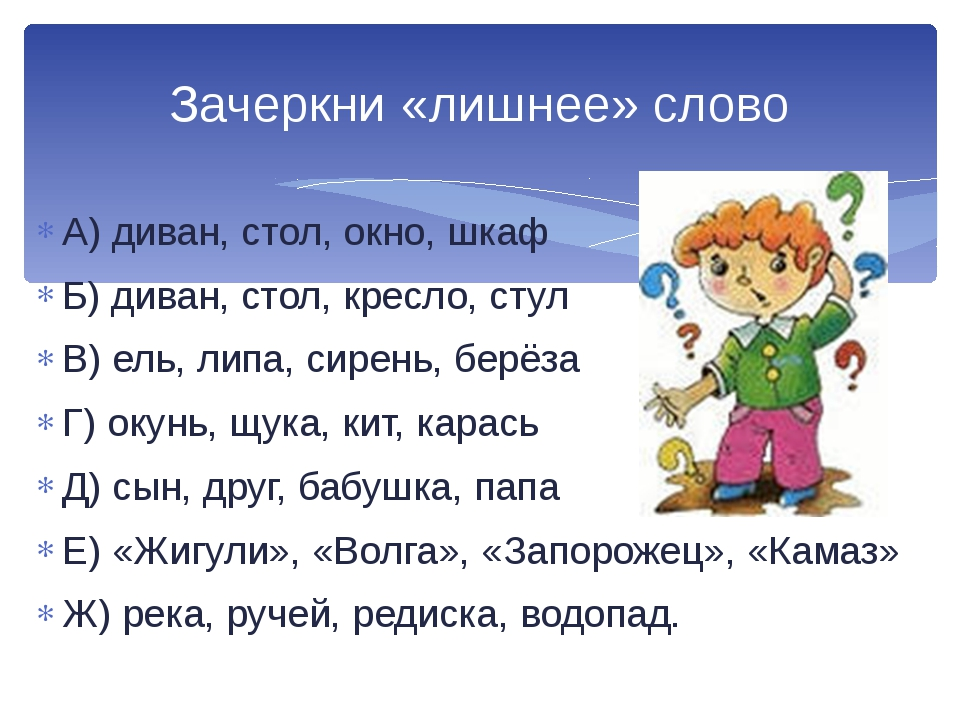 Зачеркни «лишнее» слово
* А) диван, стол, окно, шкаф
* Б) диван, стол, кресло, стул
* В) ель, липа, сирень, берёза
* Г) окунь, щука, кит, карась
* Д) сын, друг, бабушка, папа
* Е) «Жигули», «Волга», «Запорожец», «Камаз»
* Ж) река, ручей, редиска, водопад.